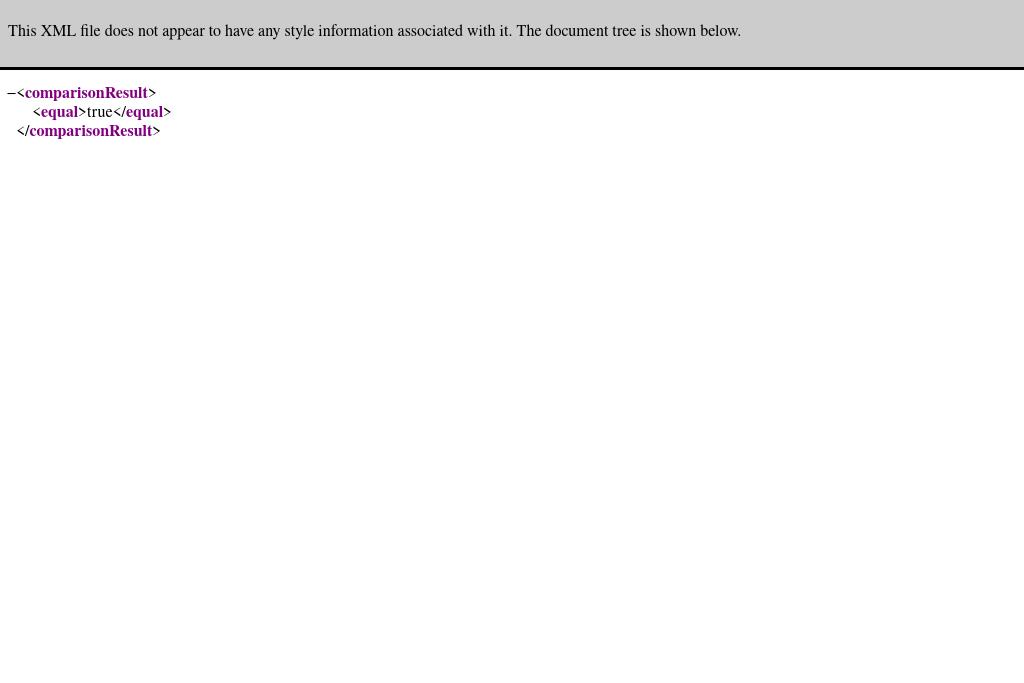 This XML file does not appear to have any style information associated with it. The document tree is shown below.
−<comparisonResult>
<equal>true</equal>
</comparisonResult>